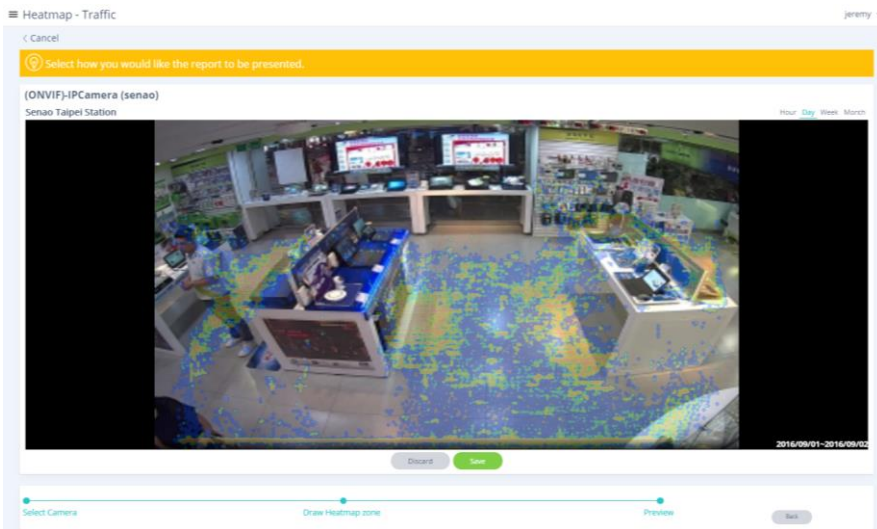 Heatmap - Traffic
jeremy
< Cancel
Select how you would like the report to be presented.
(ONVIF)-IPCamera (senao)
Senao Taipei Station
Hour Day Week Month
2016/09/01~2016/09/02
Discard Save
Select Camera Draw Heatmap zone Preview
Back